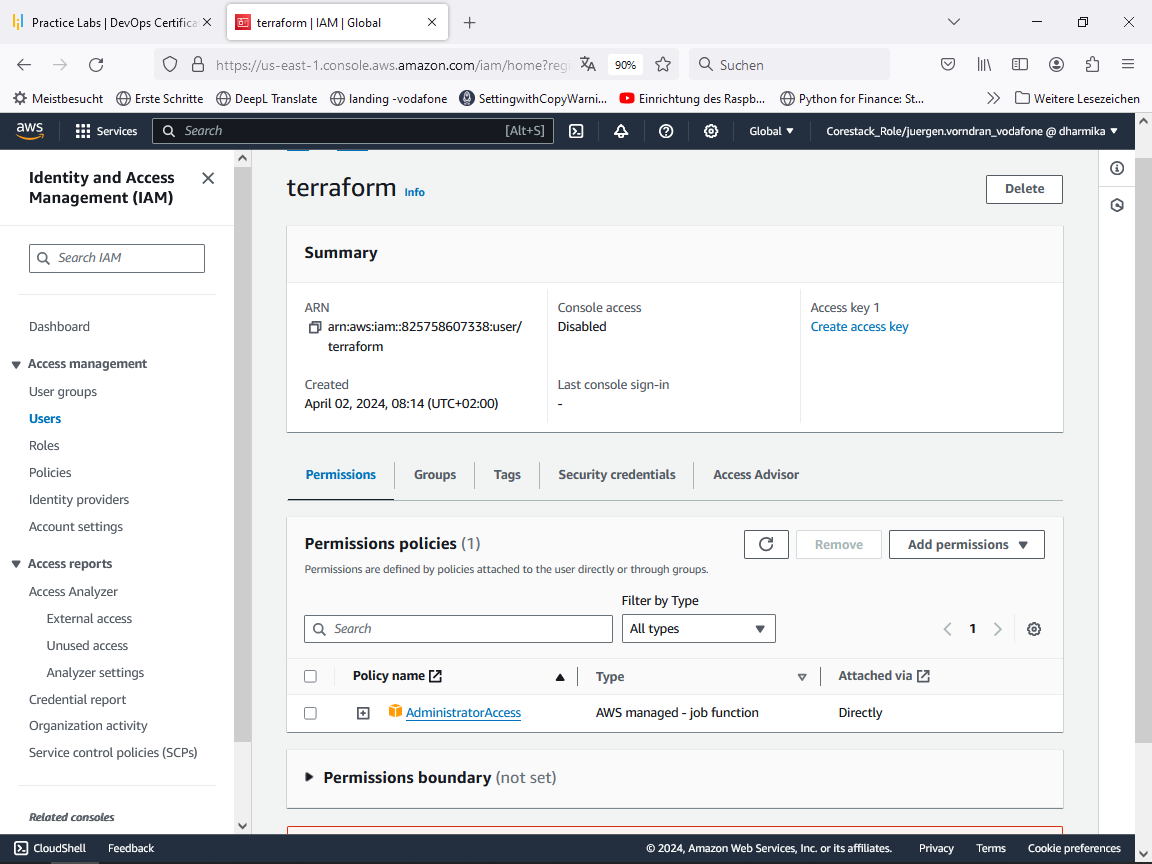 Practice Labs | DevOps Certifica
terraform | IAM | Global
https://us-east-1.console.aws.amazon.com/iam/home?regi
90%
Suchen
Meistbesucht
Erste Schritte
DeepL Translate
landing -vodafone
SettingwithCopyWarni...
Einrichtung des Raspb...
Python for Finance: St...
Weitere Lesezeichen
aws
Services
Search
[Alt+S]
Global
Corestack_Role/juergen.vorndran_vodafone @ dharmika
Identity and Access
Management (IAM)
Search IAM
Dashboard
Access management
User groups
Users
Roles
Policies
Identity providers
Account settings
Access reports
Access Analyzer
External access
Unused access
Analyzer settings
Credential report
Organization activity
Service control policies (SCPs)
Related consoles
terraform Info
Delete
Summary
ARN
arn:aws:iam::825758607338:user/
terraform
Created
April 02, 2024, 08:14 (UTC+02:00)
Console access
Disabled
Last console sign-in
-
Access key 1
Create access key
Permissions
Groups
Tags
Security credentials
Access Advisor
Permissions policies (1)
Remove
Add permissions
Permissions are defined by policies attached to the user directly or through groups.
Filter by Type
Search
All types
1
Policy name
Type
Attached via
AdministratorAccess
AWS managed - job function
Directly
Permissions boundary (not set)
CloudShell
Feedback
© 2024, Amazon Web Services, Inc. or its affiliates.
Privacy
Terms
Cookie preferences